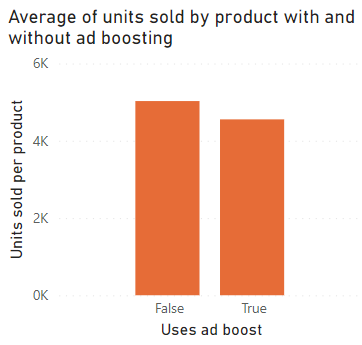 Average of units sold by product with and
without ad boosting
6K
4K
2K
0K
Units sold per product
False True
Uses ad boost